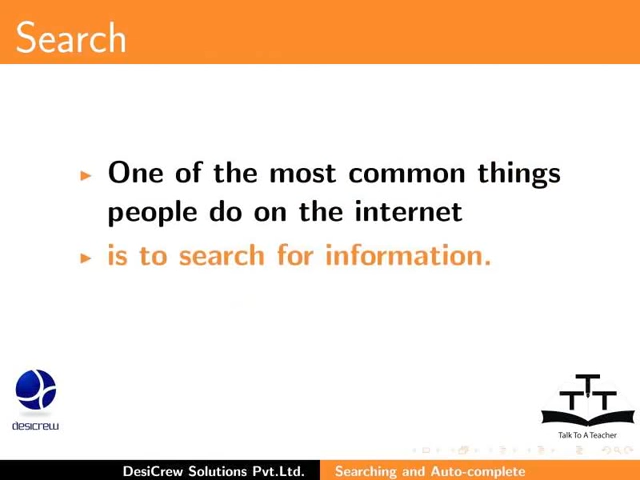 Search
One of the most common things
people do on the internet
is to search for information.
desicrew
TTT
Talk To A Teacher
DesiCrew Solutions Pvt.Ltd.
Searching and Auto-complete